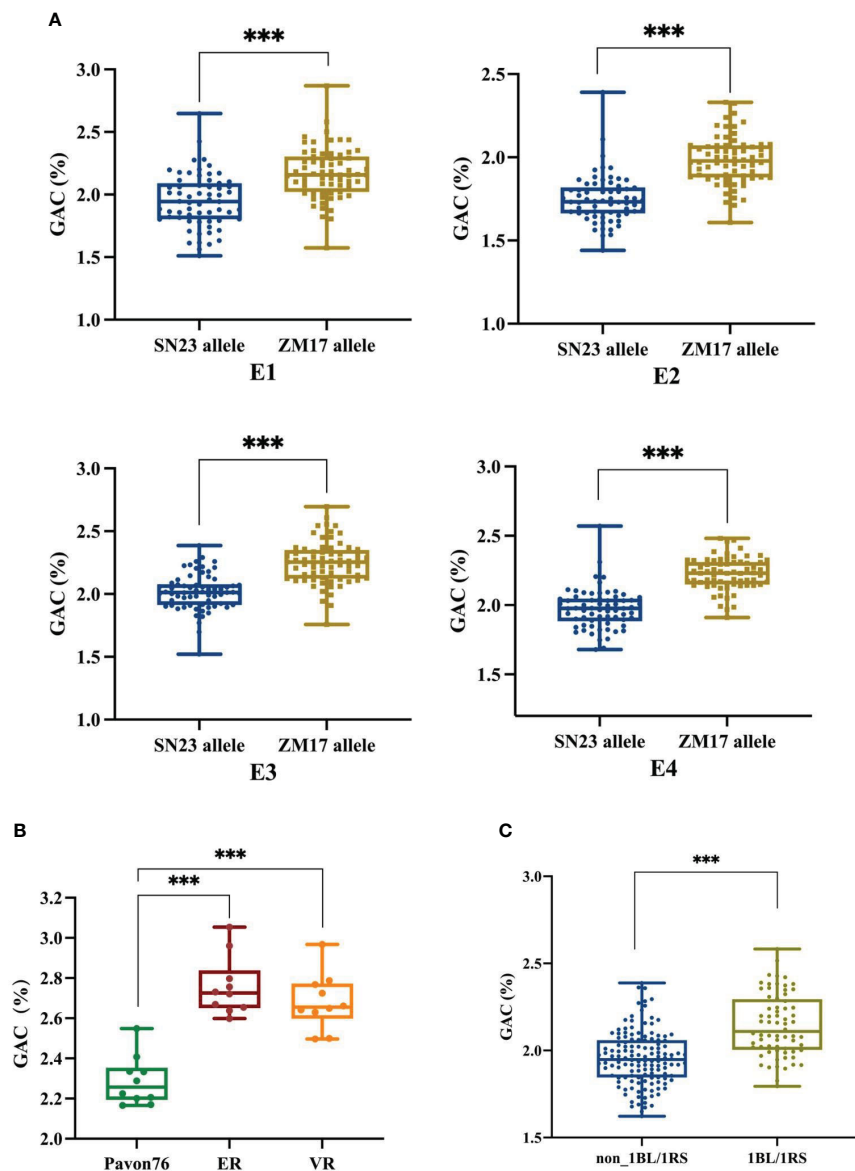 A
***
***
3.0
2.5
2.0
1.5
1.0
GAC (%)
SN23 allele
ZM17 allele
E1
2.5
2.0
1.5
1.0
GAC (%)
SN23 allele
ZM17 allele
E2
***
***
3.0
2.5
2.0
1.5
1.0
GAC (%)
SN23 allele
ZM17 allele
E3
3.0
2.5
2.0
1.5
GAC (%)
SN23 allele
ZM17 allele
E4
B
***
***
3.2
3.0
2.8
2.6
2.4
2.2
2.0
GAC (%)
Pavon76
ER
VR
C
***
3.0
2.5
2.0
1.5
GAC (%)
non_1BL/1RS
1BL/1RS